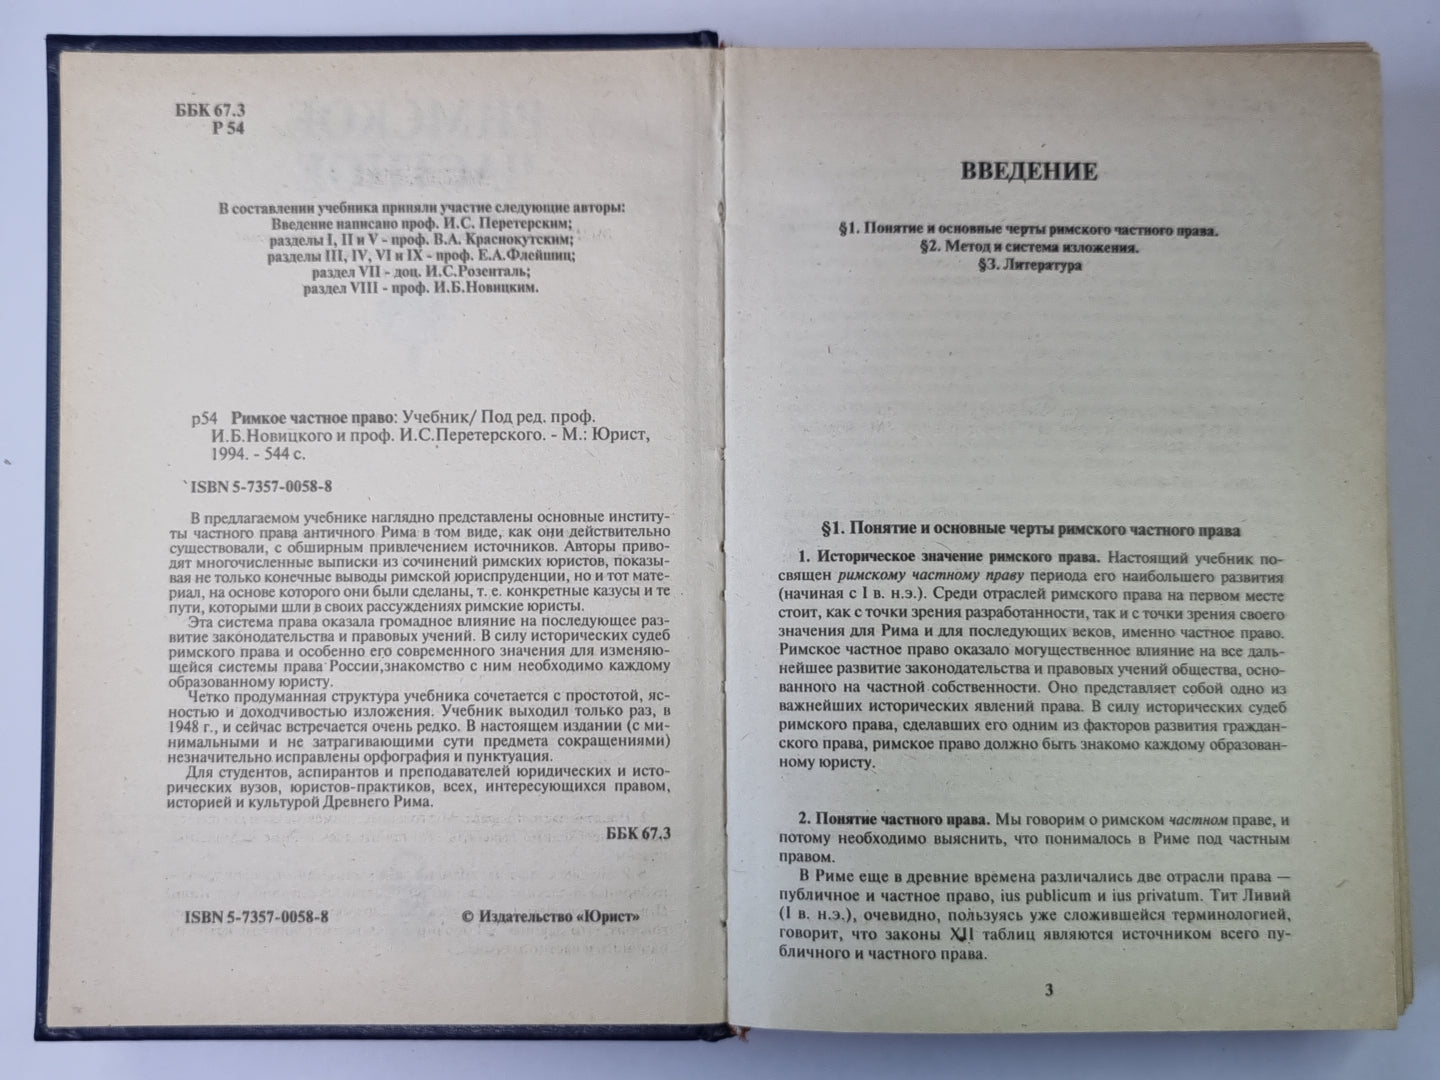 ББК 67.3
Р 54
В составлении учебника приняли участие следующие авторы:
Введение написано проф. И.С. Перетерским;
разделы I, II и V - проф. В.А. Краснокутским;
разделы III, IV, VI и IX - проф. Е.А.Флейшиц;
раздел VII - доц. И.С.Розенталь;
раздел VIII - проф. И.Б.Новицким.
р54 Римкое частное право: Учебник/ Под ред. проф.
И.Б.Новицкого и проф. И.С.Перетерского. - М.: Юрист,
1994. - 544 с.
ISBN 5-7357-0058-8
В предлагаемом учебнике наглядно представлены основные институ-
ты частного права античного Рима в том виде, как они действительно
существовали, с обширным привлечением источников. Авторы приво-
дят многочисленные выписки из сочинений римских юристов, показы-
вая не только конечные выводы римской юриспруденции, но и тот мате-
риал, на основе которого они были сделаны, т. е. конкретные казусы и те
пути, которыми шли в своих рассуждениях римские юристы.
Эта система права оказала громадное влияние на последующее раз-
витие законодательства и правовых учений. В силу исторических судеб
римского права и особенно его современного значения для изменяю-
щейся системы права России,знакомство с ним необходимо каждому
образованному юристу.
Четко продуманная структура учебника сочетается с простотой, яс-
ностью и доходчивостью изложения. Учебник выходил только раз, в
1948 г., и сейчас встречается очень редко. В настоящем издании (с ми-
нимальными и не затрагивающими сути предмета сокращениями)
незначительно исправлены орфография и пунктуация.
Для студентов, аспирантов и преподавателей юридических и исто-
рических вузов, юристов-практиков, всех, интересующихся правом,
историей и культурой Древнего Рима.
ББК 67.3
ISBN 5-7357-0058-8 © Издательство «Юрист»
ВВЕДЕНИЕ
§1. Понятие и основные черты римского частного права.
§2. Метод и система изложения.
§3. Литература
§1. Понятие и основные черты римского частного права
1. Историческое значение римского права. Настоящий учебник по-
священ римскому частному праву периода его наибольшего развития
(начиная с I в. н.э.). Среди отраслей римского права на первом месте
стоит, как с точки зрения разработанности, так и с точки зрения своего
значения для Рима и для последующих веков, именно частное право.
Римское частное право оказало могущественное влияние на все даль-
нейшее развитие законодательства и правовых учений общества, осно-
ванного на частной собственности. Оно представляет собой одно из
важнейших исторических явлений права. В силу исторических судеб
римского права, сделавших его одним из факторов развития граждан-
ского права, римское право должно быть знакомо каждому образован-
ному юристу.
2. Понятие частного права. Мы говорим о римском частном праве, и
потому необходимо выяснить, что понималось в Риме под частным
правом.
В Риме еще в древние времена различались две отрасли права —
публичное и частное право, ius publicum и ius privatum. Тит Ливий
(I в. н.э.), очевидно, пользуясь уже сложившейся терминологией,
говорит, что законы XII таблиц являются источником всего пу-
бличного и частного права.
3